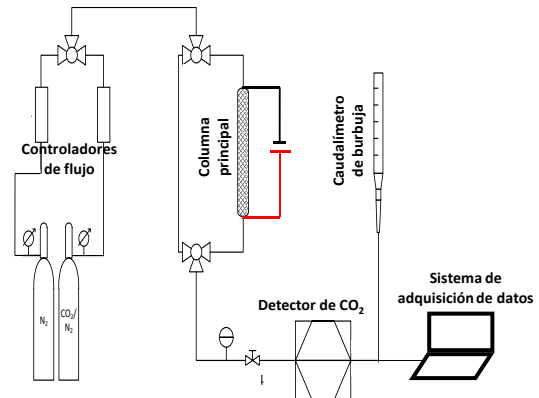 Controladores
de flujo
Columna
principal
Caudalímetro
de burbuja
N2
CO2/
N2
Detector de CO2
Sistema de
adquisición de datos